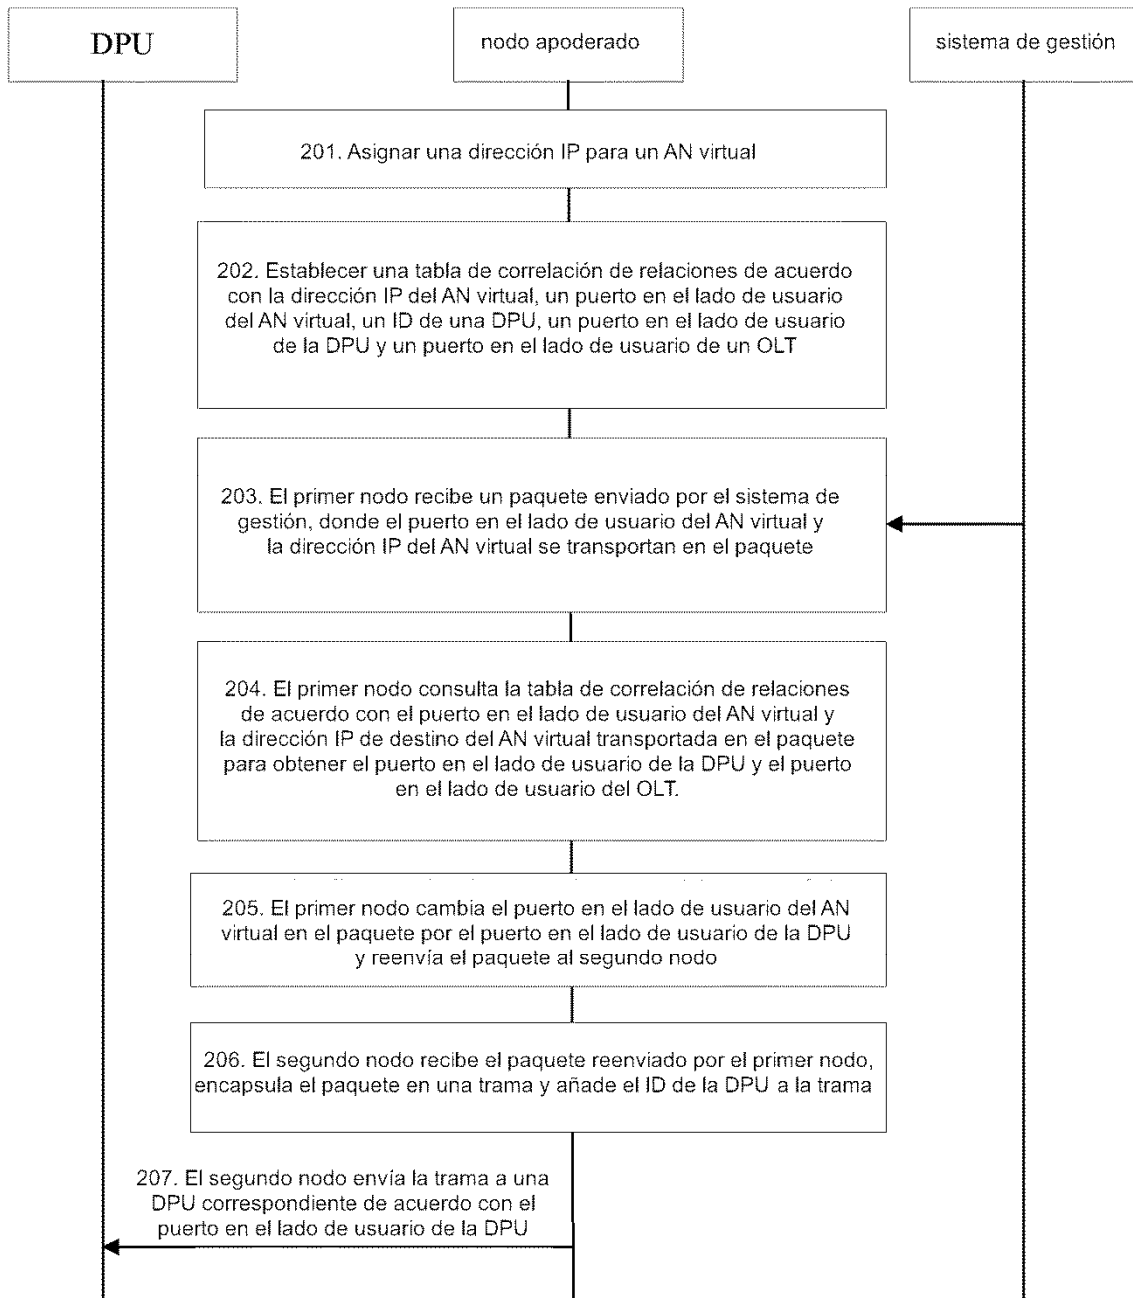 DPU
nodo apoderado
sistema de gestión
201. Asignar una dirección IP para un AN virtual
202. Establecer una tabla de correlación de relaciones de acuerdo
con la dirección IP del AN virtual, un puerto en el lado de usuario
del AN virtual, un ID de una DPU, un puerto en el lado de usuario
de la DPU y un puerto en el lado de usuario de un OLT
203. El primer nodo recibe un paquete enviado por el sistema de
gestión, donde el puerto en el lado de usuario del AN virtual y
la dirección IP del AN virtual se transportan en el paquete
204. El primer nodo consulta la tabla de correlación de relaciones
de acuerdo con el puerto en el lado de usuario del AN virtual y
la dirección IP de destino del AN virtual transportada en el paquete
para obtener el puerto en el lado de usuario de la DPU y el puerto
en el lado de usuario del OLT.
205. El primer nodo cambia el puerto en el lado de usuario del AN
virtual en el paquete por el puerto en el lado de usuario de la DPU
y reenvía el paquete al segundo nodo
206. El segundo nodo recibe el paquete reenviado por el primer nodo,
encapsula el paquete en una trama y añade el ID de la DPU a la trama
207. El segundo nodo envía la trama a una
DPU correspondiente de acuerdo con el
puerto en el lado de usuario de la DPU